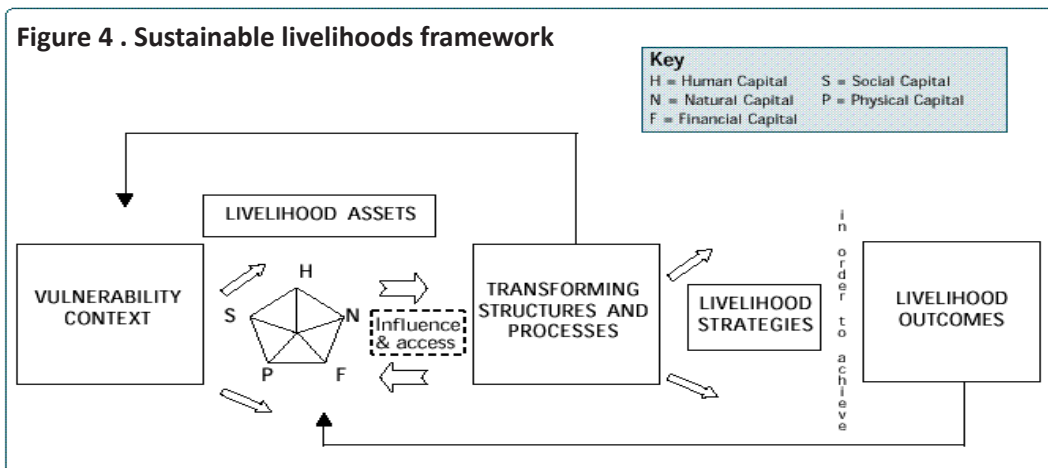 Figure 4 . Sustainable livelihoods framework
Key
H = Human Capital S = Social Capital
N = Natural Capital P = Physical Capital
F = Financial Capital
LIVELIHOOD ASSETS
VULNERABILITY
CONTEXT
H
S
N
P
F
Influence
& access
TRANSFORMING
STRUCTURES AND
PROCESSES
LIVELIHOOD
STRATEGIES
in order to achieve
LIVELIHOOD
OUTCOMES